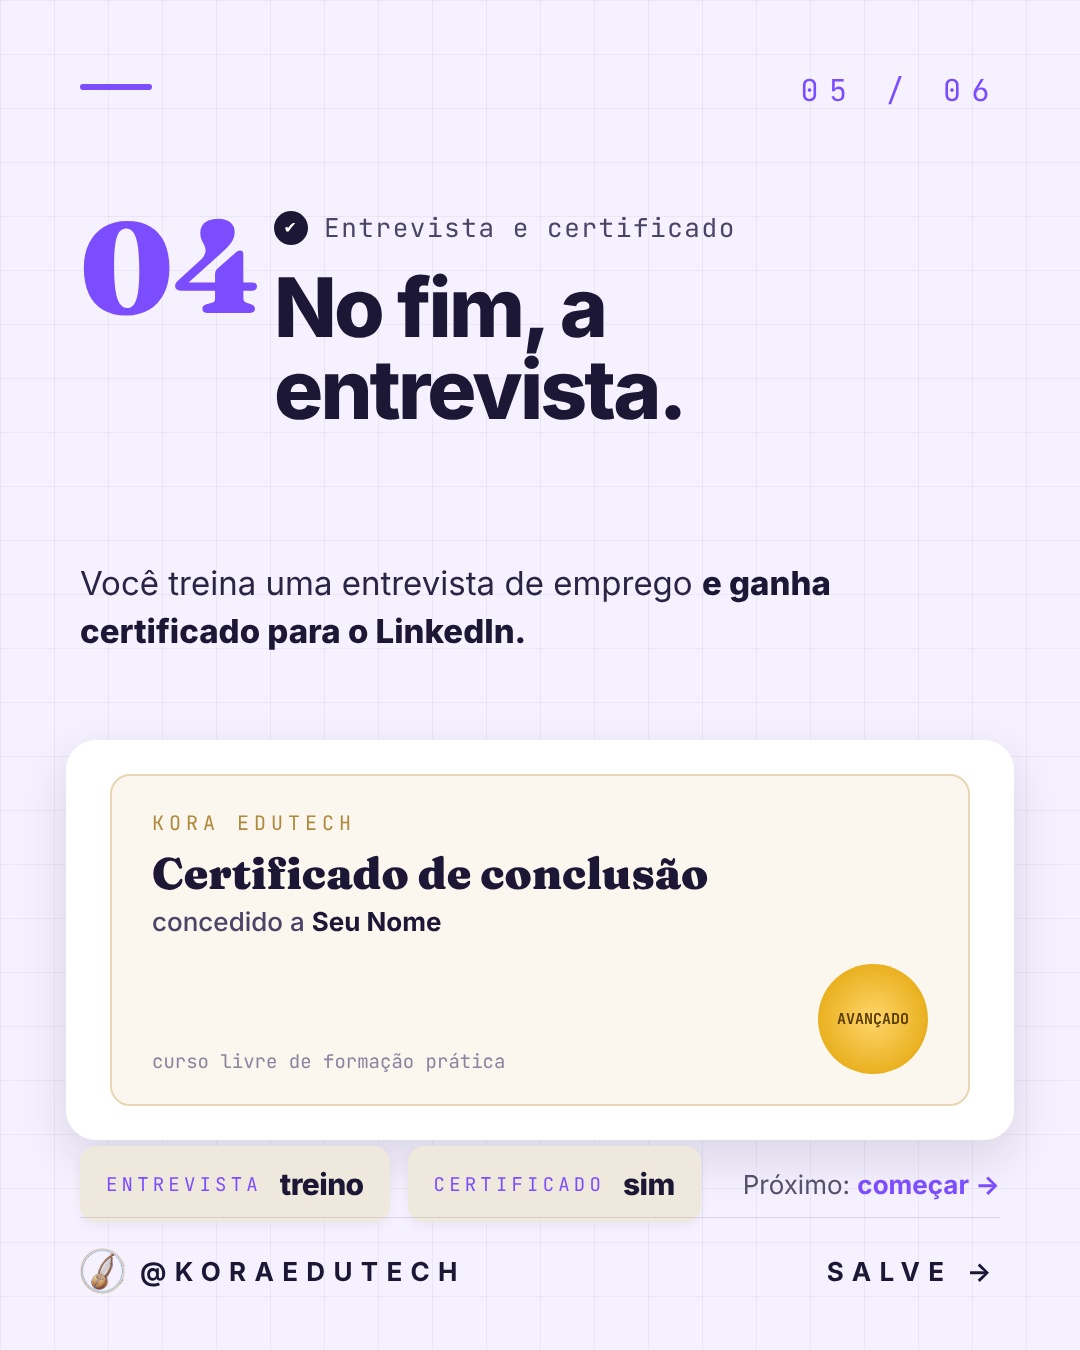 05 / 06
04
✔ Entrevista e certificado
No fim, a
entrevista.
Você treina uma entrevista de emprego e ganha
certificado para o LinkedIn.
KORA EDUTECH
Certificado de conclusão
concedido a Seu Nome
AVANÇADO
curso livre de formação prática
ENTREVISTA treino CERTIFICADO sim Próximo: começar →
@KORAEDUTECH SALVE →